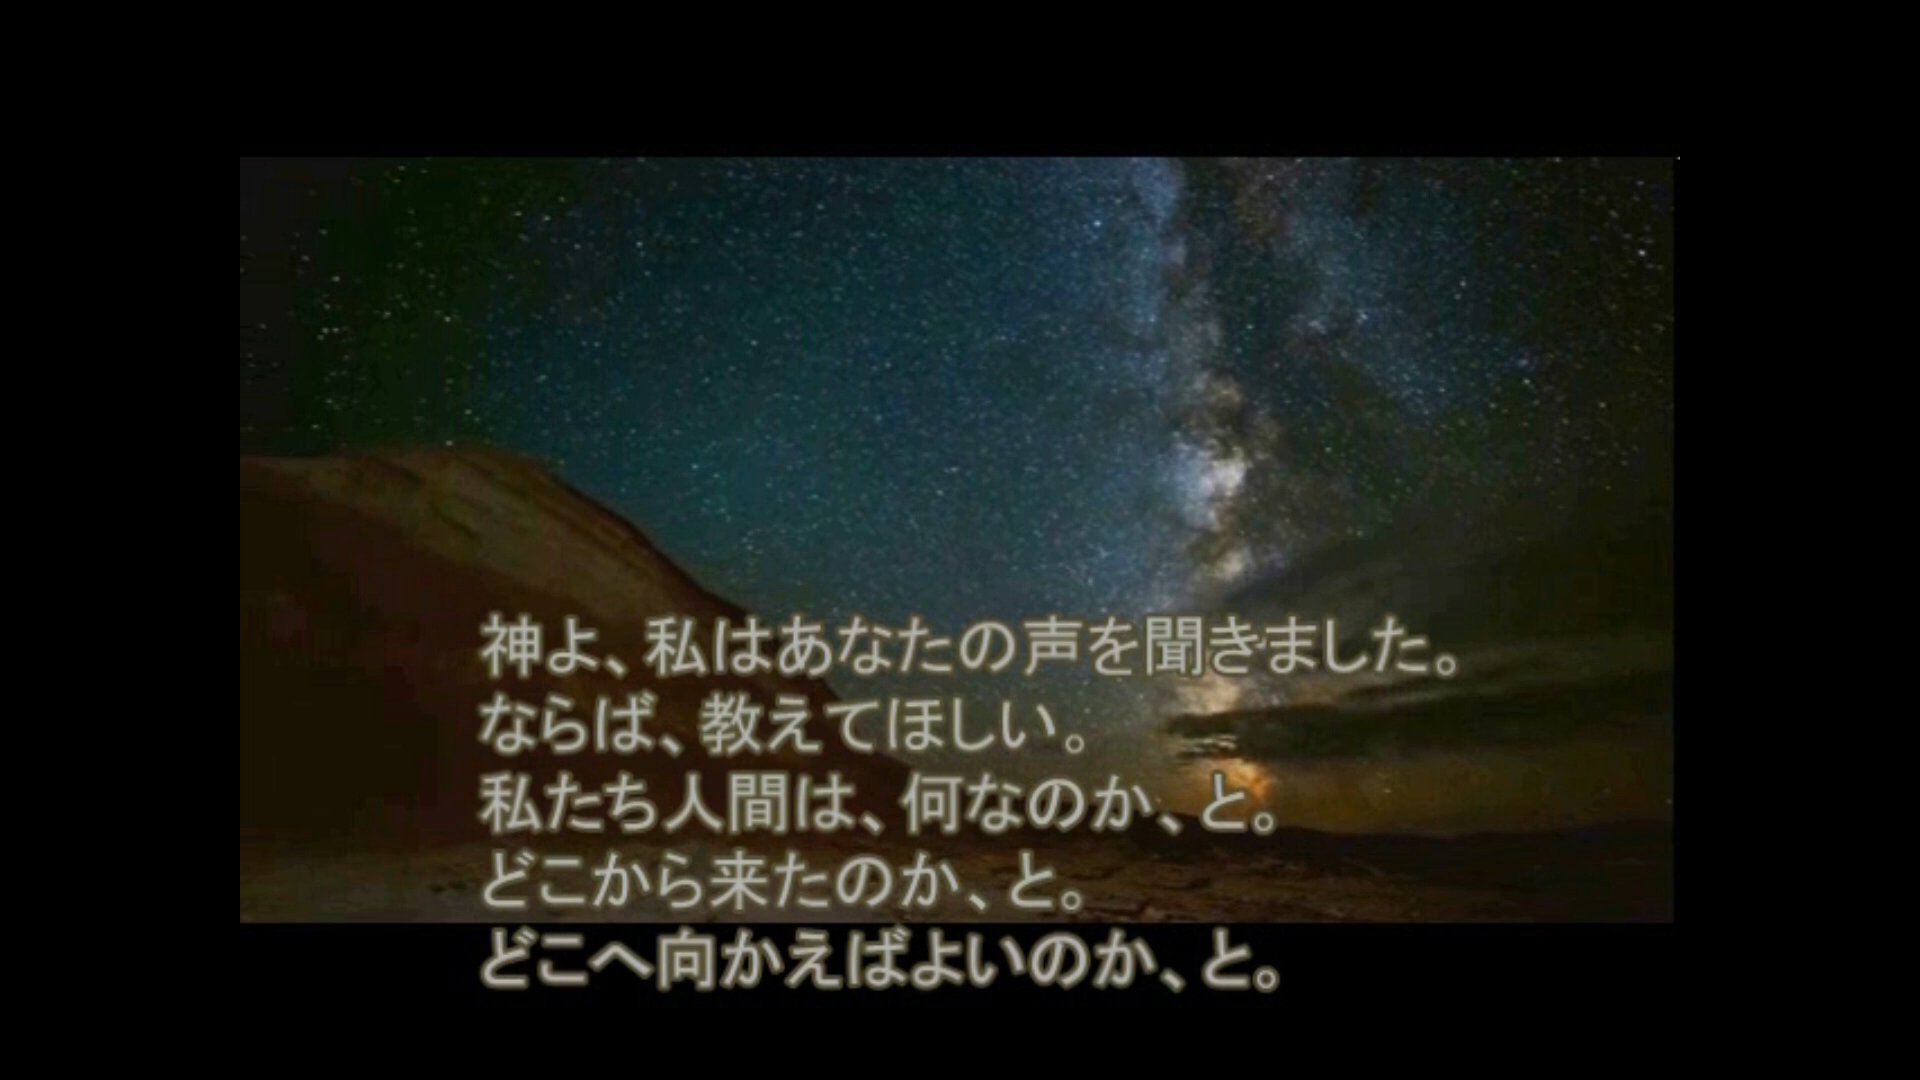 神よ、私はあなたの声を聞きました。
ならば、教えてほしい。
私たち人間は、何なのか、と。
どこから来たのか、と。
どこへ向かえばよいのか、と。